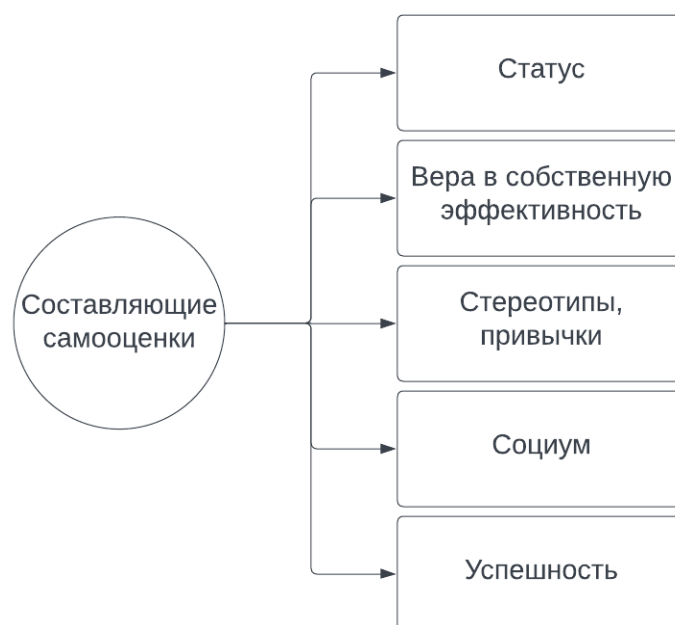 Составляющие
самооценки
Статус
Вера в собственную
эффективность
Стереотипы,
привычки
Социум
Успешность